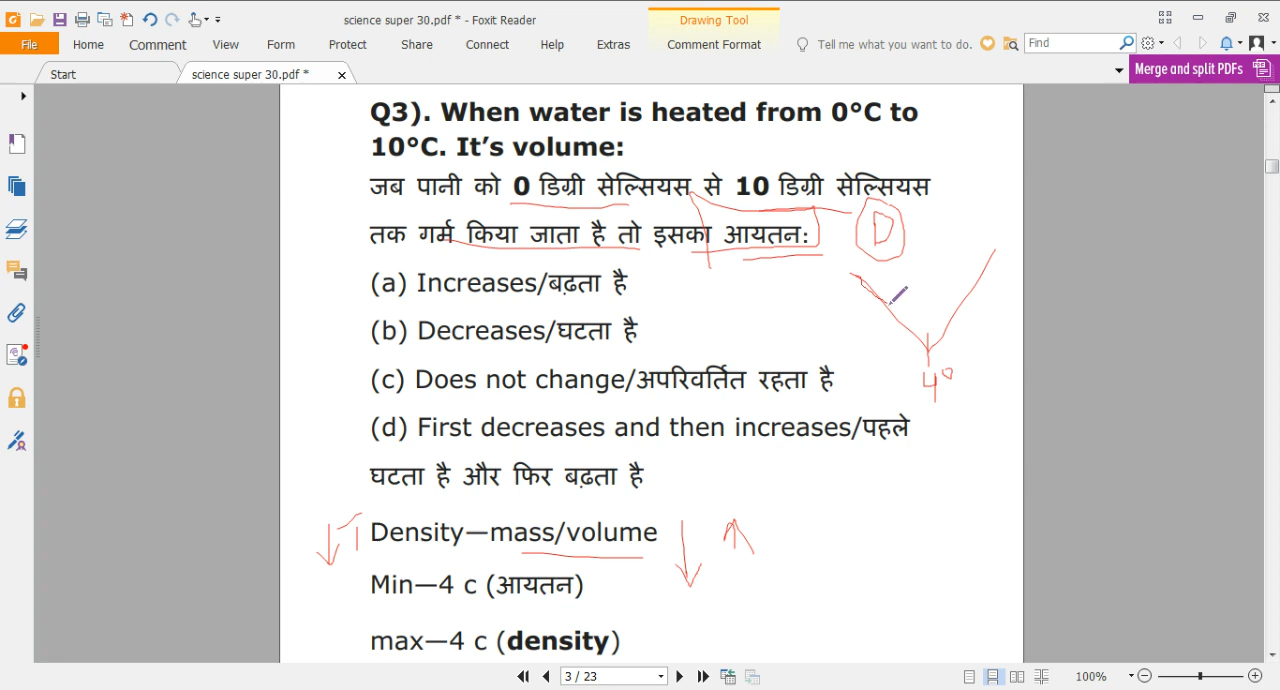 science super 30.pdf * - Foxit Reader
Drawing Tool
File Home Comment View Form Protect Share Connect Help Extras Comment Format Tell me what you want to do. Find
Start science super 30.pdf * Merge and split PDFs
Q3). When water is heated from 0°C to
10°C. It’s volume:
जब पानी को 0 डिग्री सेल्सियस से 10 डिग्री सेल्सियस
तक गर्म किया जाता है तो इसका आयतन:
D
(a) Increases/बढ़ता है
(b) Decreases/घटता है
(c) Does not change/अपरिवर्तित रहता है
4°
(d) First decreases and then increases/पहले
घटता है और फिर बढ़ता है
Density—mass/volume
Min—4 c (आयतन)
max—4 c (density)
3 / 23 100%